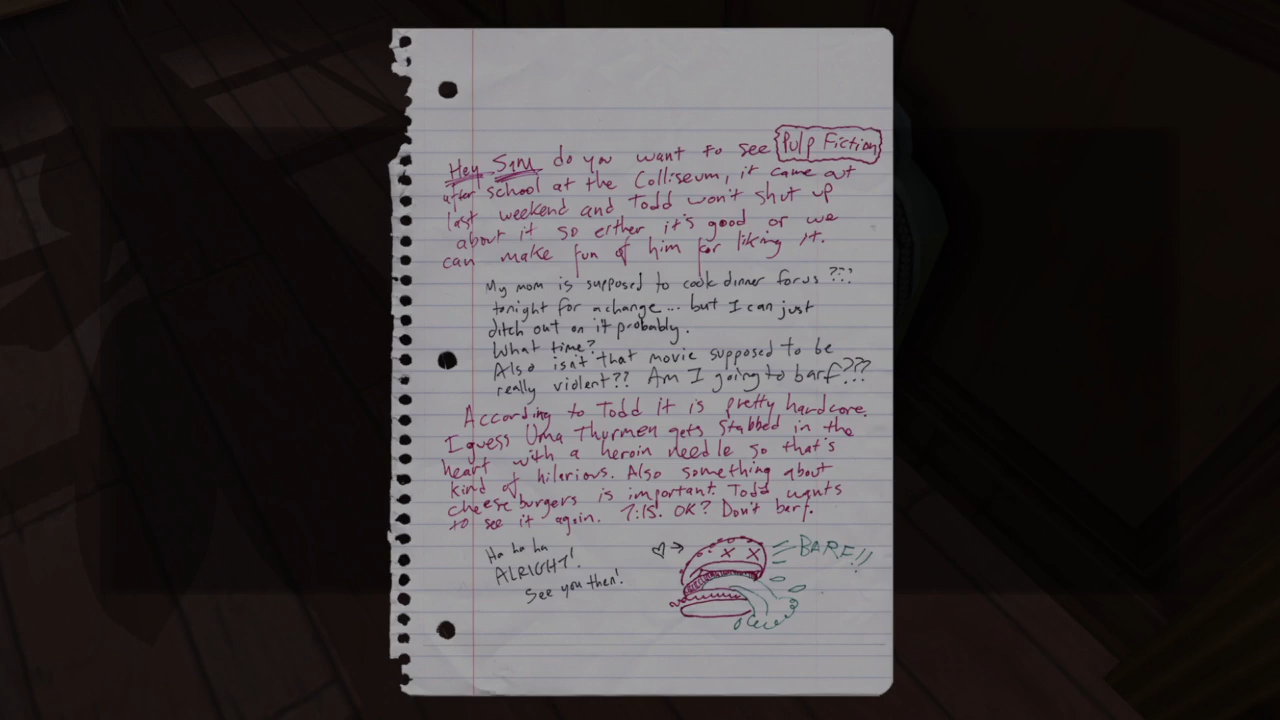 Hey Sam do you want to see Pulp Fiction
after school at the Colliseum, it came out
last weekend and Todd won't shut up
about it so either it's good or we
can make fun of him for liking it.
My mom is supposed to cook dinner for us ???
tonight for a change... but I can just
ditch out on it probably.
What time?
Also isn't that movie supposed to be
really violent?? Am I going to barf???
According to Todd it is pretty hardcore.
I guess Uma Thurmen gets stabbed in the
heart with a heroin needle so that's
kind of hilarious. Also something about
cheeseburgers is important. Todd wants
to see it again. 7:15. OK? Don't barf.
Ha ha ha
ALRIGHT!
See you then!
BARF!!